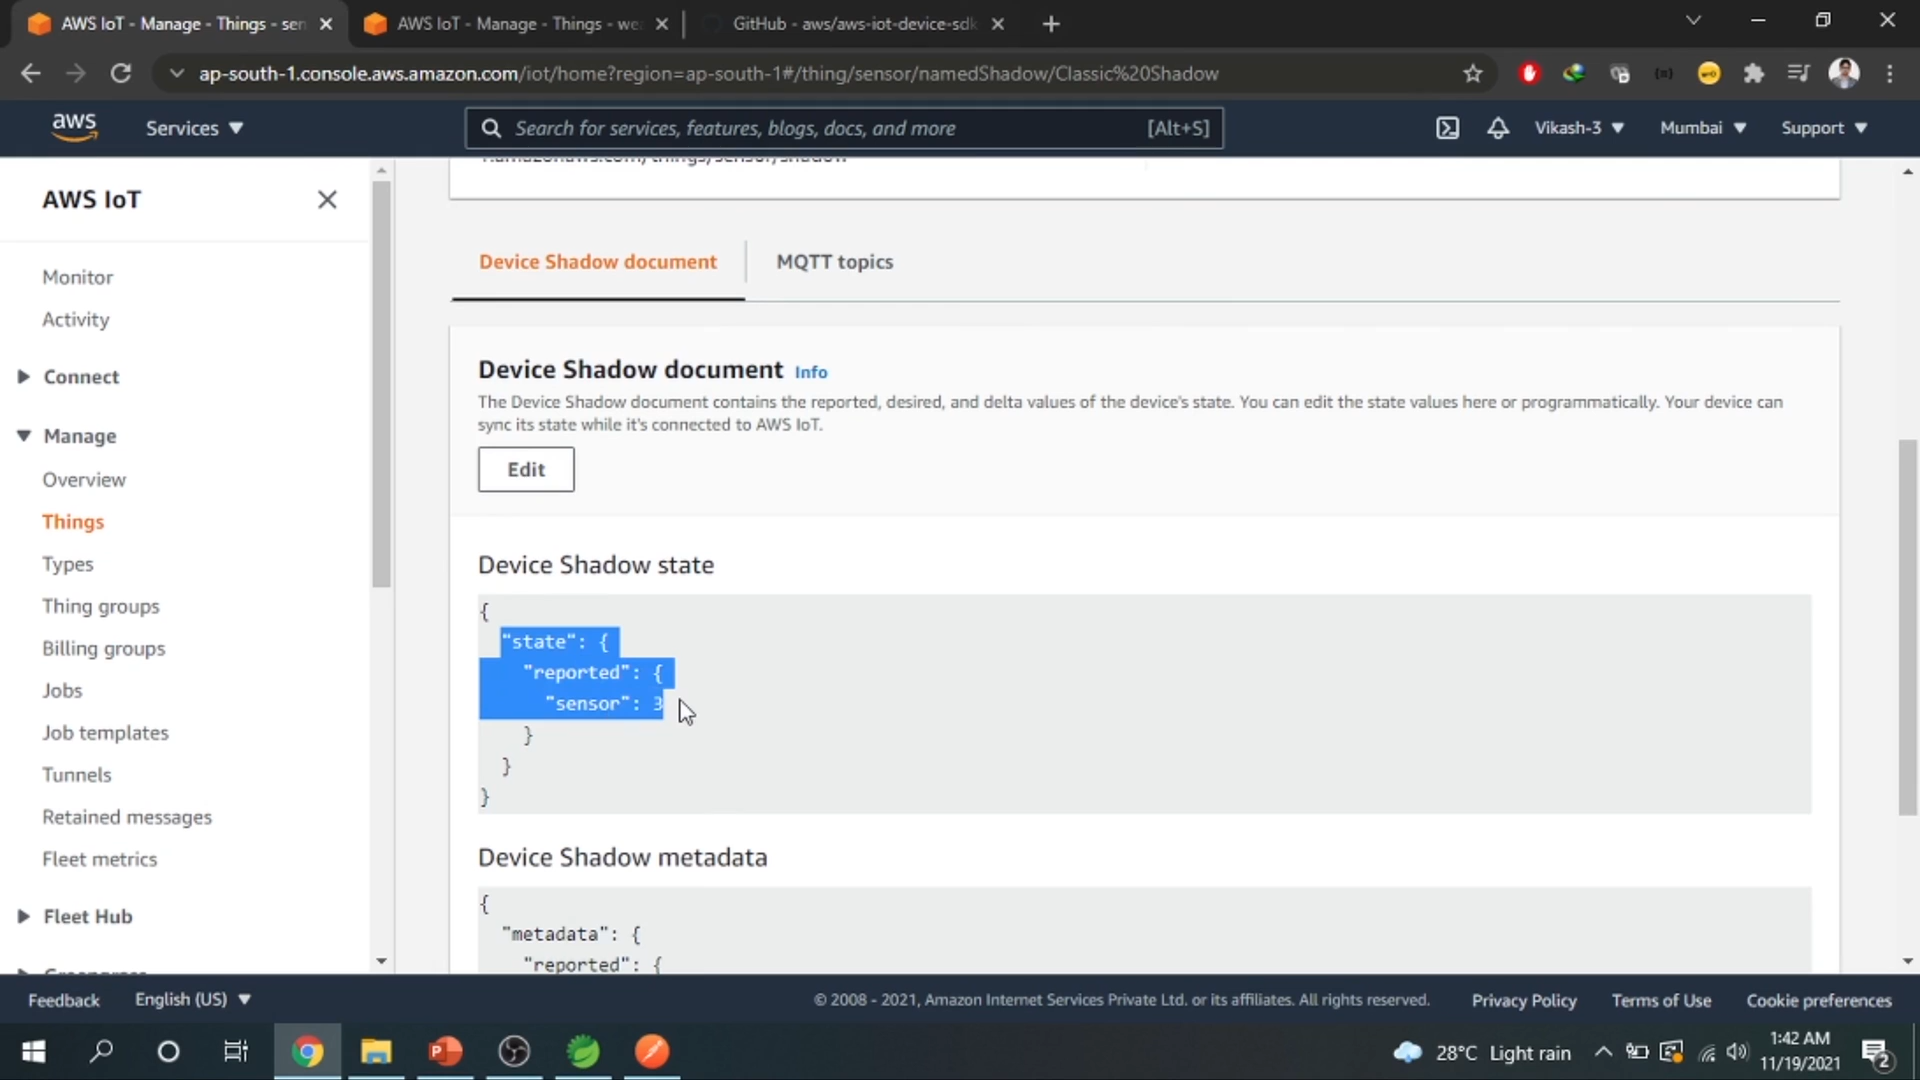 AWS IoT - Manage - Things - sen
AWS IoT - Manage - Things - we
GitHub - aws/aws-iot-device-sdk
ap-south-1.console.aws.amazon.com/iot/home?region=ap-south-1#/thing/sensor/namedShadow/Classic%20Shadow
aws
Services
Search for services, features, blogs, docs, and more
[Alt+S]
Vikash-3
Mumbai
Support
AWS IoT
Monitor
Activity
Connect
Manage
Overview
Things
Types
Thing groups
Billing groups
Jobs
Job templates
Tunnels
Retained messages
Fleet metrics
Fleet Hub
Device Shadow document
MQTT topics
Device Shadow document Info
The Device Shadow document contains the reported, desired, and delta values of the device's state. You can edit the state values here or programmatically. Your device can
sync its state while it's connected to AWS IoT.
Edit
Device Shadow state
{
"state": {
"reported": {
"sensor": 3
}
}
}
Device Shadow metadata
{
"metadata": {
"reported": {
Feedback
English (US)
© 2008 - 2021, Amazon Internet Services Private Ltd. or its affiliates. All rights reserved.
Privacy Policy
Terms of Use
Cookie preferences
28°C Light rain
1:42 AM
11/19/2021
2